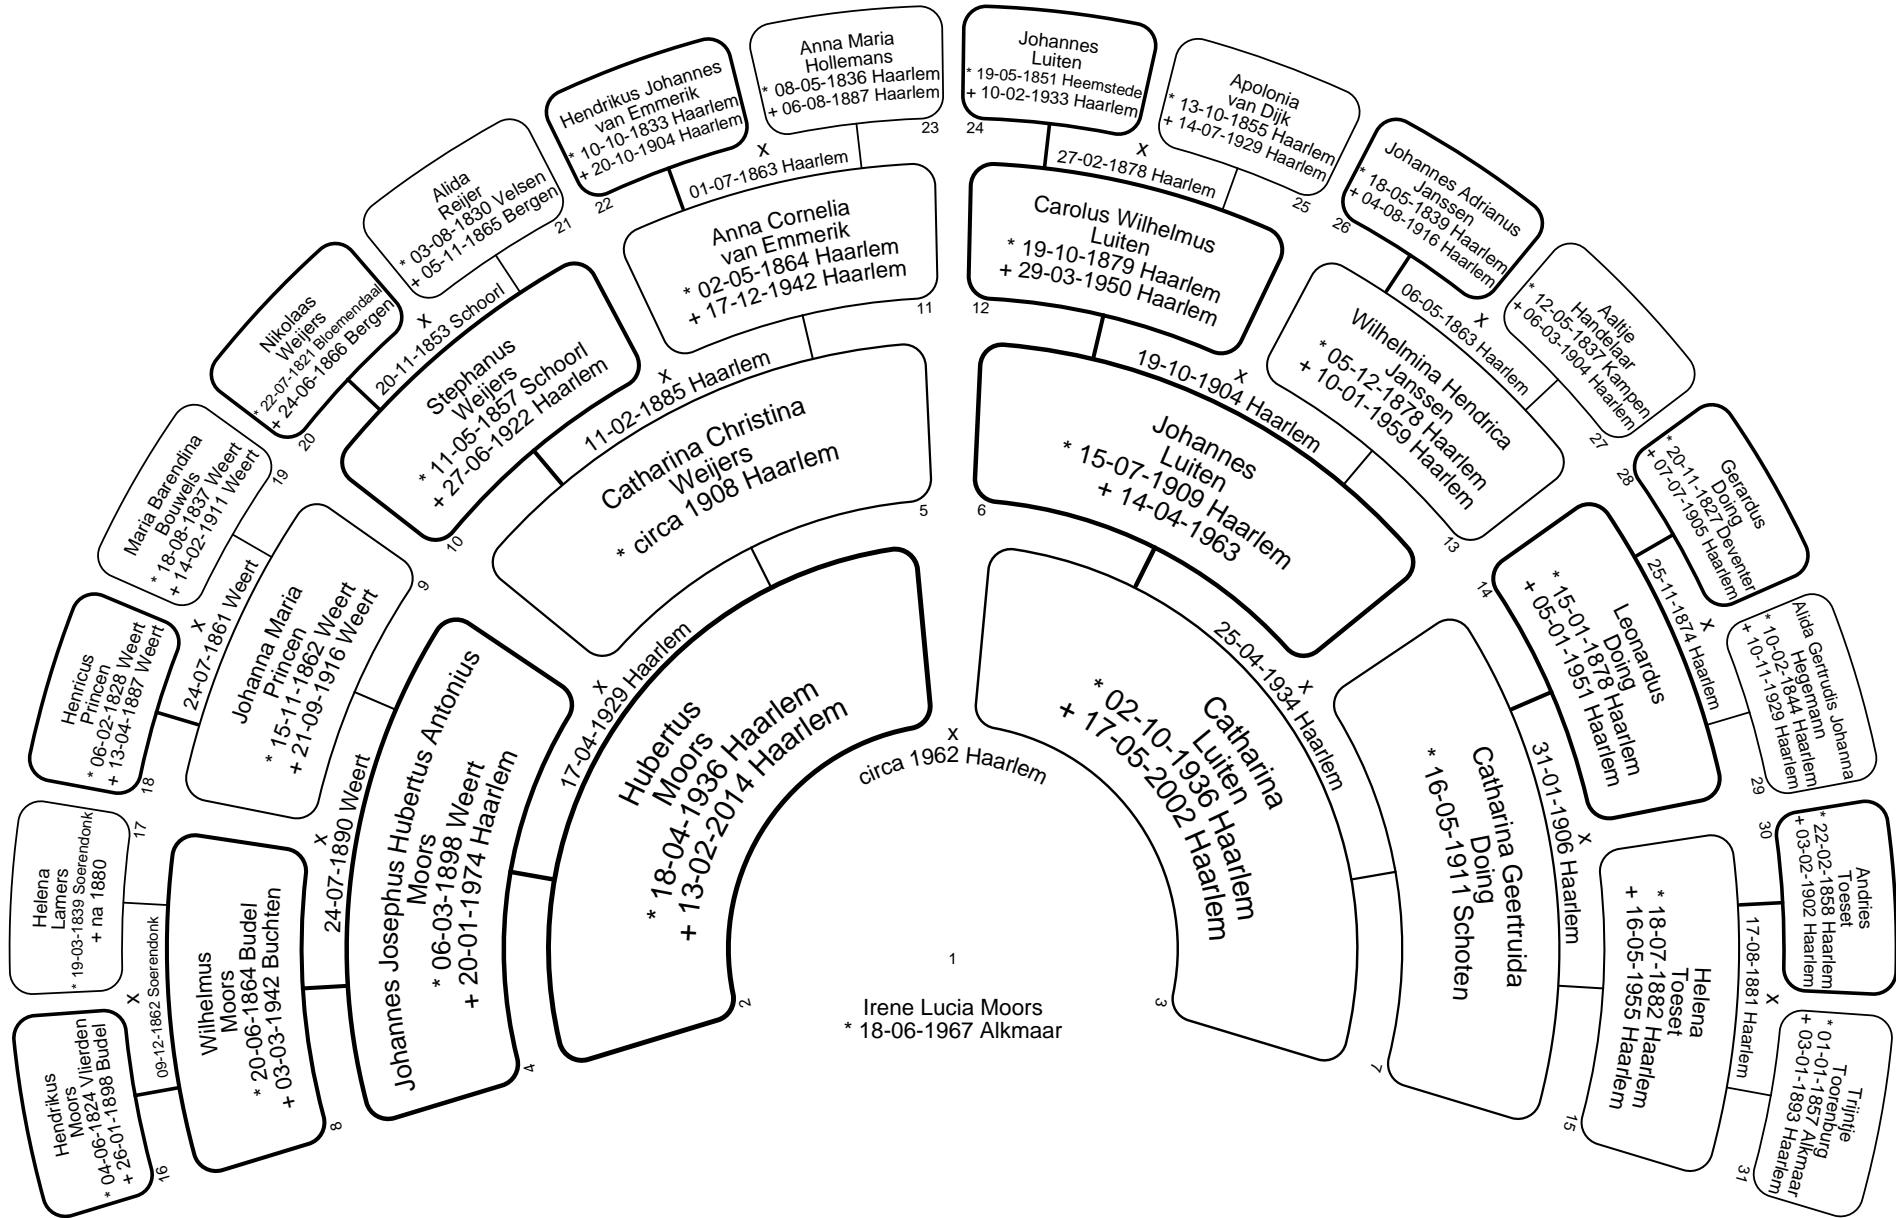 1
Irene Lucia Moors
* 18-06-1967 Alkmaar
Hubertus
Moors
* 18-04-1936 Haarlem
+ 13-02-2014 Haarlem
2
x
circa 1962 Haarlem
Catharina
Luiten
* 02-10-1936 Haarlem
+ 17-05-2002 Haarlem
3
Johannes Josephus Hubertus Antonius
Moors
* 06-03-1898 Weert
+ 20-01-1974 Haarlem
4
x
17-04-1929 Haarlem
Catharina Christina
Weijers
* circa 1908 Haarlem
5
Johannes
Luiten
* 15-07-1909 Haarlem
+ 14-04-1963
6
x
25-04-1934 Haarlem
Catharina Geertruida
Doing
* 16-05-1911 Schoten
7
Wilhelmus
Moors
* 20-06-1864 Budel
+ 03-03-1942 Buchten
8
x
24-07-1890 Weert
Johanna Maria
Princen
* 15-11-1862 Weert
+ 21-09-1916 Weert
9
Stephanus
Weijers
* 11-05-1857 Schoorl
+ 27-06-1922 Haarlem
10
x
11-02-1885 Haarlem
Anna Cornelia
van Emmerik
* 02-05-1864 Haarlem
+ 17-12-1942 Haarlem
11
Carolus Wilhelmus
Luiten
* 19-10-1879 Haarlem
+ 29-03-1950 Haarlem
12
x
19-10-1904 Haarlem
Wilhelmina Hendrica
Janssen
* 05-12-1878 Haarlem
+ 10-01-1959 Haarlem
13
Leonardus
Doing
* 15-01-1878 Haarlem
+ 05-01-1951 Haarlem
14
x
31-01-1906 Haarlem
Helena
Toeset
* 18-07-1882 Haarlem
+ 16-05-1955 Haarlem
15
Hendrikus
Moors
* 04-06-1824 Vlierden
+ 26-01-1898 Budel
16
x
09-12-1862 Soerendonk
Helena
Lamers
* 19-03-1839 Soerendonk
+ na 1880
17
Henricus
Princen
* 06-02-1828 Weert
+ 13-04-1887 Weert
18
x
24-07-1861 Weert
Maria Barendina
Bouwels
* 18-08-1837 Weert
+ 14-02-1911 Weert
19
Nikolaas
Weijers
* 22-07-1821 Bloemendaal
+ 24-06-1866 Bergen
20
x
20-11-1853 Schoorl
Alida
Reijer
* 03-08-1830 Velsen
+ 05-11-1865 Bergen
21
Hendrikus Johannes
van Emmerik
* 10-10-1833 Haarlem
+ 20-10-1904 Haarlem
22
x
01-07-1863 Haarlem
Anna Maria
Hollemans
* 08-05-1836 Haarlem
+ 06-08-1887 Haarlem
23
Johannes
Luiten
* 19-05-1851 Heemstede
+ 10-02-1933 Haarlem
24
x
27-02-1878 Haarlem
Apolonia
van Dijk
* 13-10-1855 Haarlem
+ 14-07-1929 Haarlem
25
Johannes Adrianus
Janssen
* 18-05-1839 Haarlem
+ 04-08-1916 Haarlem
26
x
06-05-1863 Haarlem
Aaltje
Handelaar
* 12-05-1837 Kampen
+ 06-03-1904 Haarlem
27
Gerardus
Doing
* 20-11-1827 Deventer
+ 07-07-1905 Haarlem
28
x
25-11-1874 Haarlem
Alida Gertrudis Johanna
Hegemann
* 10-02-1844 Haarlem
+ 10-11-1929 Haarlem
29
Andries
Toeset
* 22-02-1858 Haarlem
+ 03-02-1902 Haarlem
30
x
17-08-1881 Haarlem
Trijntje
Toorenburg
* 01-01-1857 Alkmaar
+ 03-01-1893 Haarlem
31